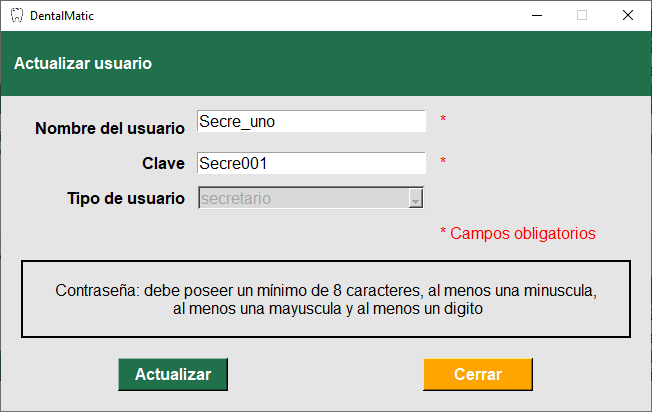 DentalMatic
Actualizar usuario
Nombre del usuario Secre_uno *
Clave Secre001 *
Tipo de usuario secretario
* Campos obligatorios
Contraseña: debe poseer un mínimo de 8 caracteres, al menos una minuscula,
al menos una mayuscula y al menos un digito
Actualizar Cerrar